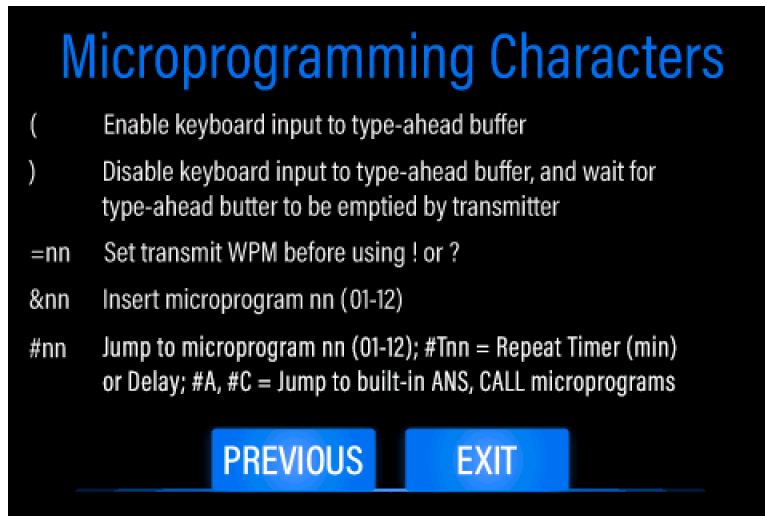 Microprogramming Characters
( Enable keyboard input to type-ahead buffer
) Disable keyboard input to type-ahead buffer, and wait for
type-ahead butter to be emptied by transmitter
=nn Set transmit WPM before using ! or ?
&nn Insert microprogram nn (01-12)
#nn Jump to microprogram nn (01-12); #Tnn = Repeat Timer (min)
or Delay; #A, #C = Jump to built-in ANS, CALL microprograms
PREVIOUS EXIT